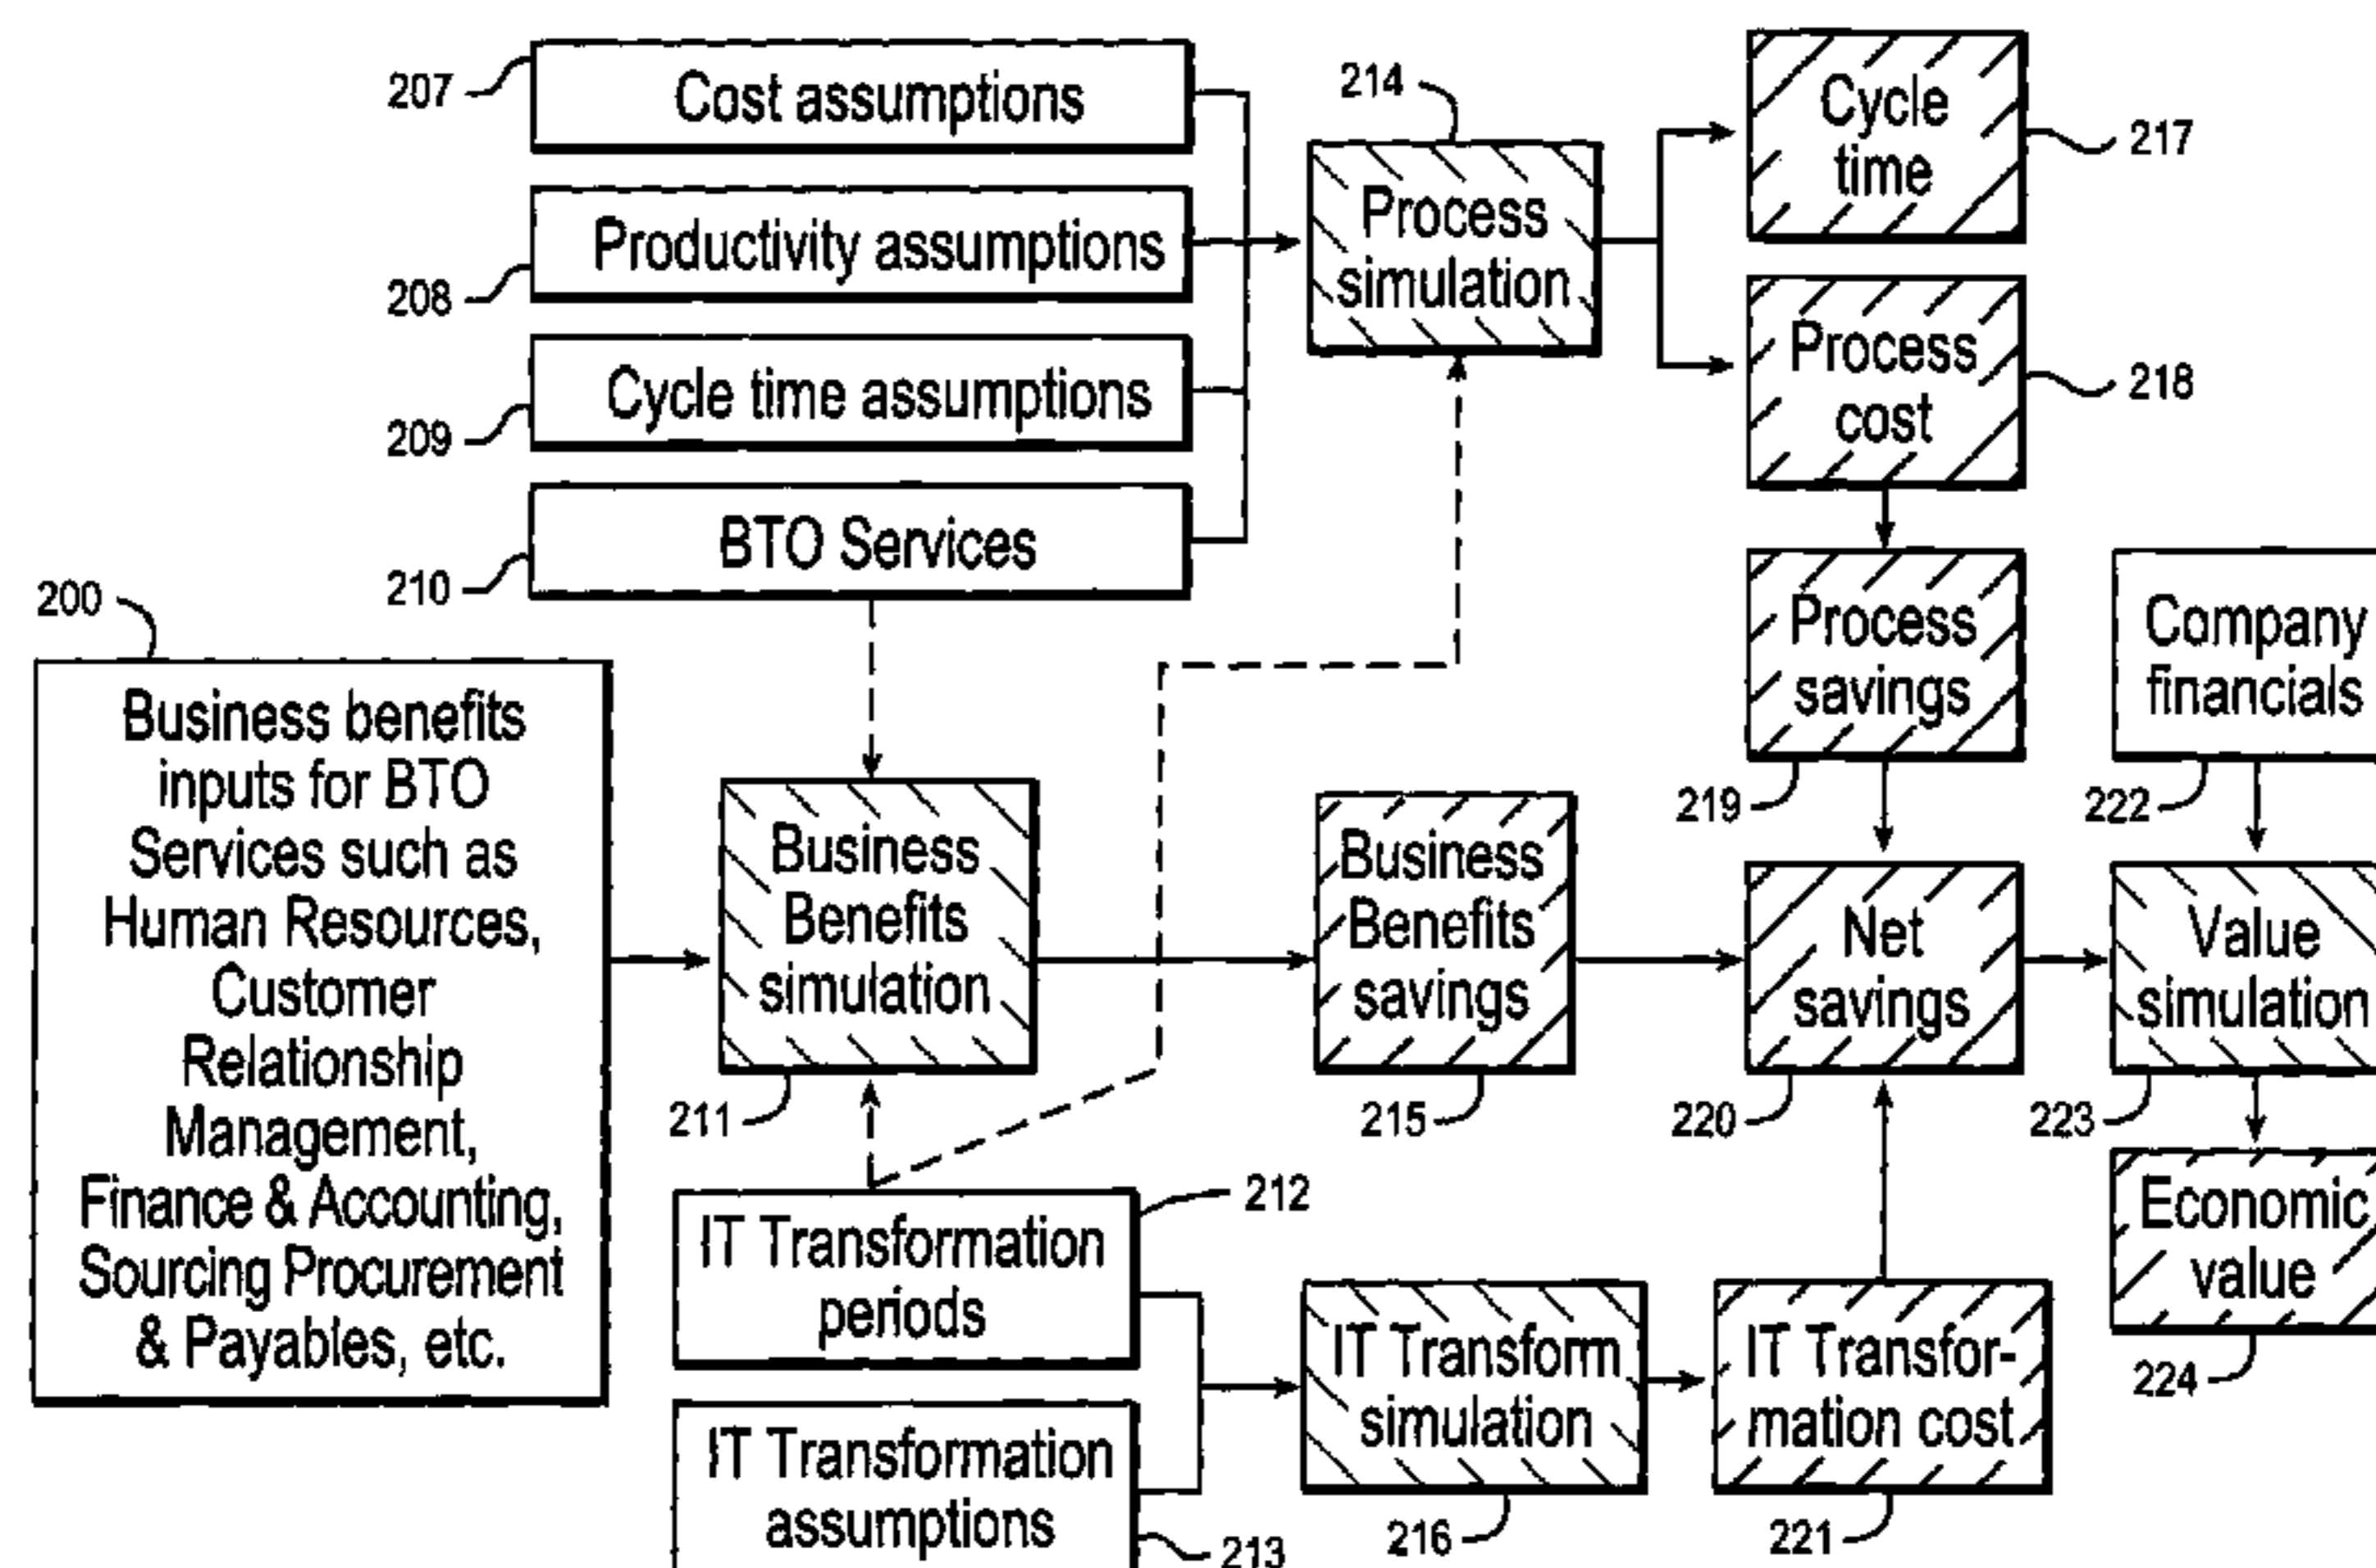 207
Cost assumptions
208
Productivity assumptions
209
Cycle time assumptions
210
BTO Services
214
Process
simulation
Cycle
time
217
Process
cost
218
200
Business benefits
inputs for BTO
Services such as
Human Resources,
Customer
Relationship
Management,
Finance & Accounting,
Sourcing Procurement
& Payables, etc.
Business
Benefits
simulation
211
Business
Benefits
savings
215
Process
savings
219
Company
financials
222
Net
savings
220
Value
simulation
223
Economic
value
224
IT Transformation
periods
212
IT Transformation
assumptions
213
IT Transform
simulation
216
IT Transfor-
mation cost
221